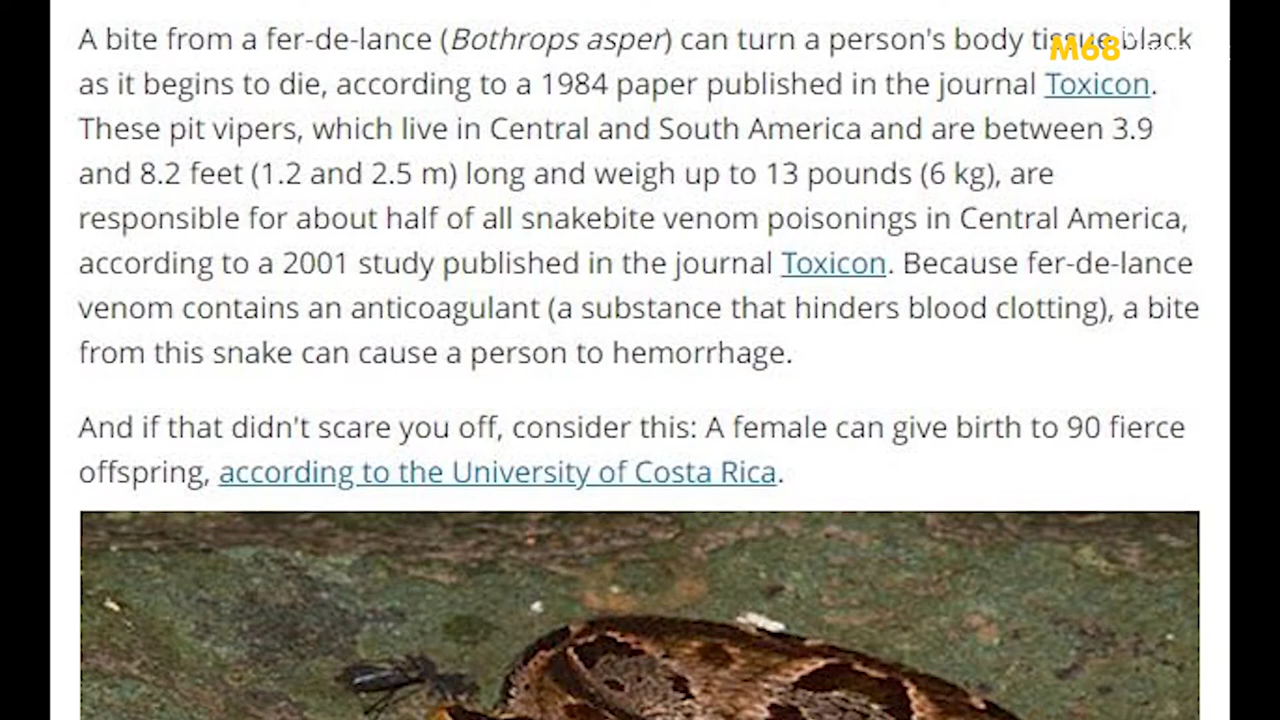 A bite from a fer-de-lance (Bothrops asper) can turn a person's body tissue black
as it begins to die, according to a 1984 paper published in the journal Toxicon.
These pit vipers, which live in Central and South America and are between 3.9
and 8.2 feet (1.2 and 2.5 m) long and weigh up to 13 pounds (6 kg), are
responsible for about half of all snakebite venom poisonings in Central America,
according to a 2001 study published in the journal Toxicon. Because fer-de-lance
venom contains an anticoagulant (a substance that hinders blood clotting), a bite
from this snake can cause a person to hemorrhage.
And if that didn't scare you off, consider this: A female can give birth to 90 fierce
offspring, according to the University of Costa Rica.
M68